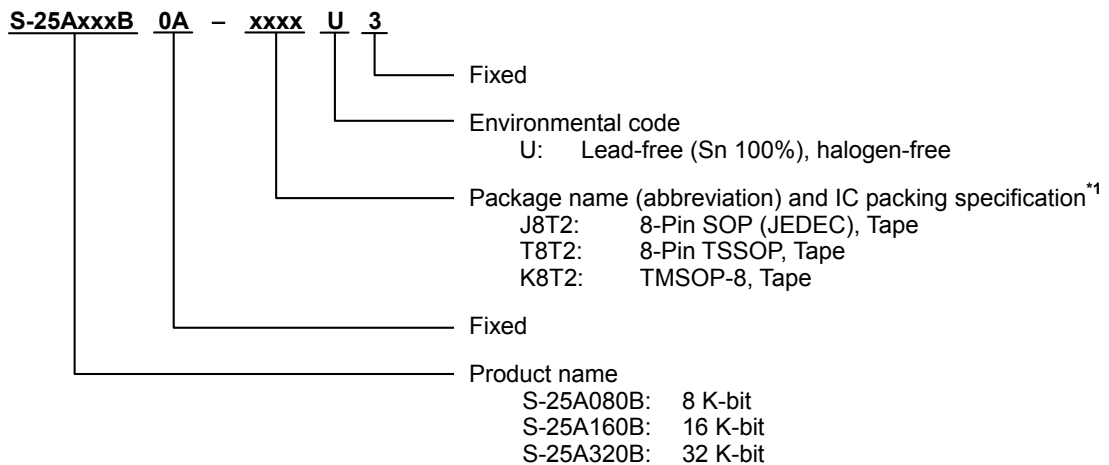 S-25AxxxB 0A – xxxx U 3
Fixed
Environmental code
U: Lead-free (Sn 100%), halogen-free
Package name (abbreviation) and IC packing specification*1
J8T2: 8-Pin SOP (JEDEC), Tape
T8T2: 8-Pin TSSOP, Tape
K8T2: TMSOP-8, Tape
Fixed
Product name
S-25A080B: 8 K-bit
S-25A160B: 16 K-bit
S-25A320B: 32 K-bit